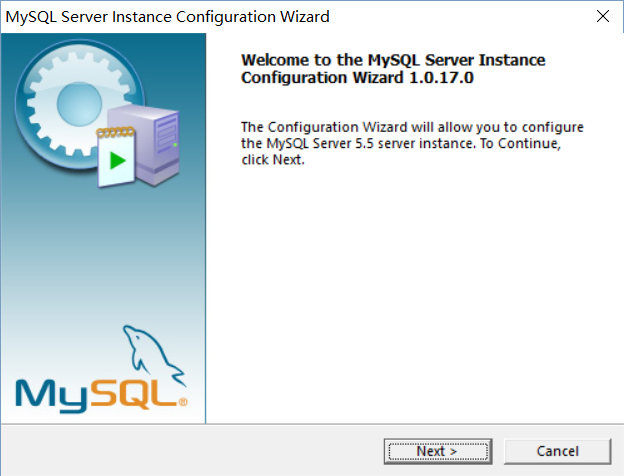 MySQL Server Instance Configuration Wizard
Welcome to the MySQL Server Instance
Configuration Wizard 1.0.17.0
The Configuration Wizard will allow you to configure
the MySQL Server 5.5 server instance. To Continue,
click Next.
MySQL®
Next >
Cancel